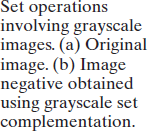 Set operations
involving grayscale
images. (a) Original
image. (b) Image
negative obtained
using grayscale set
complementation.